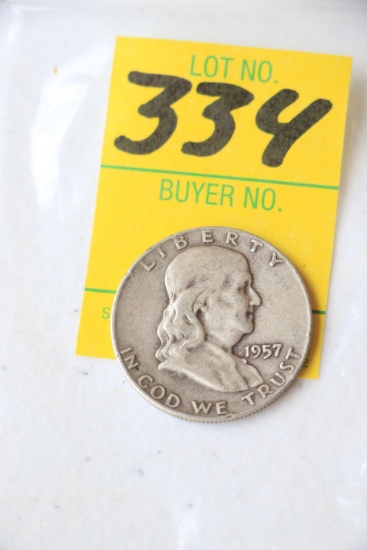 LOT NO.
334
BUYER NO.
LIBERTY
1957
IN GOD WE TRUST